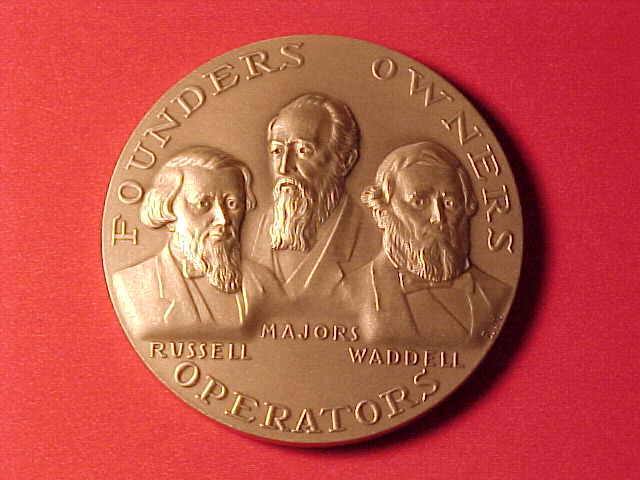 FOUNDERS OWNERS
MAJORS
RUSSELL WADDELL
OPERATORS